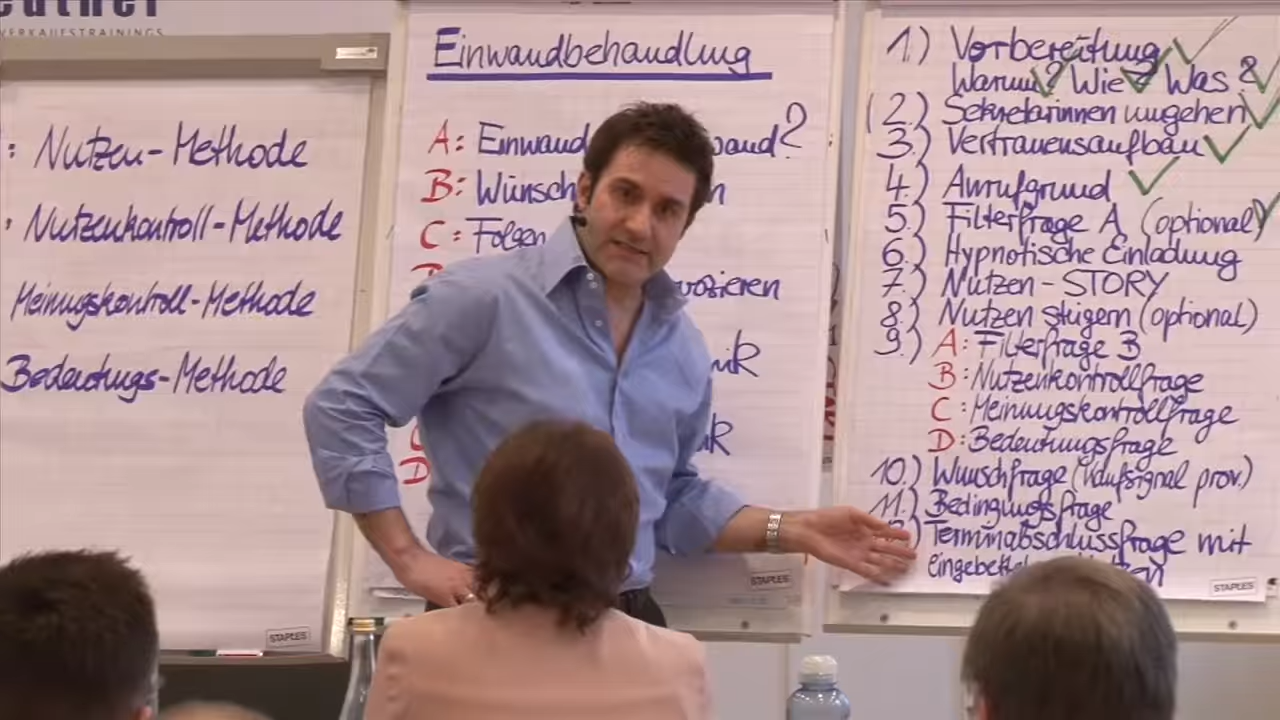 VERKAUFSTRAININGS
: Nutzen-Methode
Nutzenkontroll-Methode
Meinungskontroll-Methode
Bedeutungs-Methode
STAPLES
Einwandbehandlung
A: Einwand
?
B: Wunsch
C: Folgen
STAPLES
1.) Vorbereitung
Warum? Wie? Was?
(2.) Sekretärinnen umgehen
3.) Vertrauensaufbau
4.) Anrufgrund
5.) Filterfrage A (optional)
6.) Hypnotische Einladung
7.) Nutzen-STORY
8.) Nutzen steigern (optional)
9.) A: Filterfrage B
B: Nutzenkontrollfrage
C: Meinungskontrollfrage
D: Bedeutungsfrage
10.) Wunschfrage (Kaufsignal prov.)
11.) Bedingungsfrage
Terminabschlussfrage mit
STAPLES